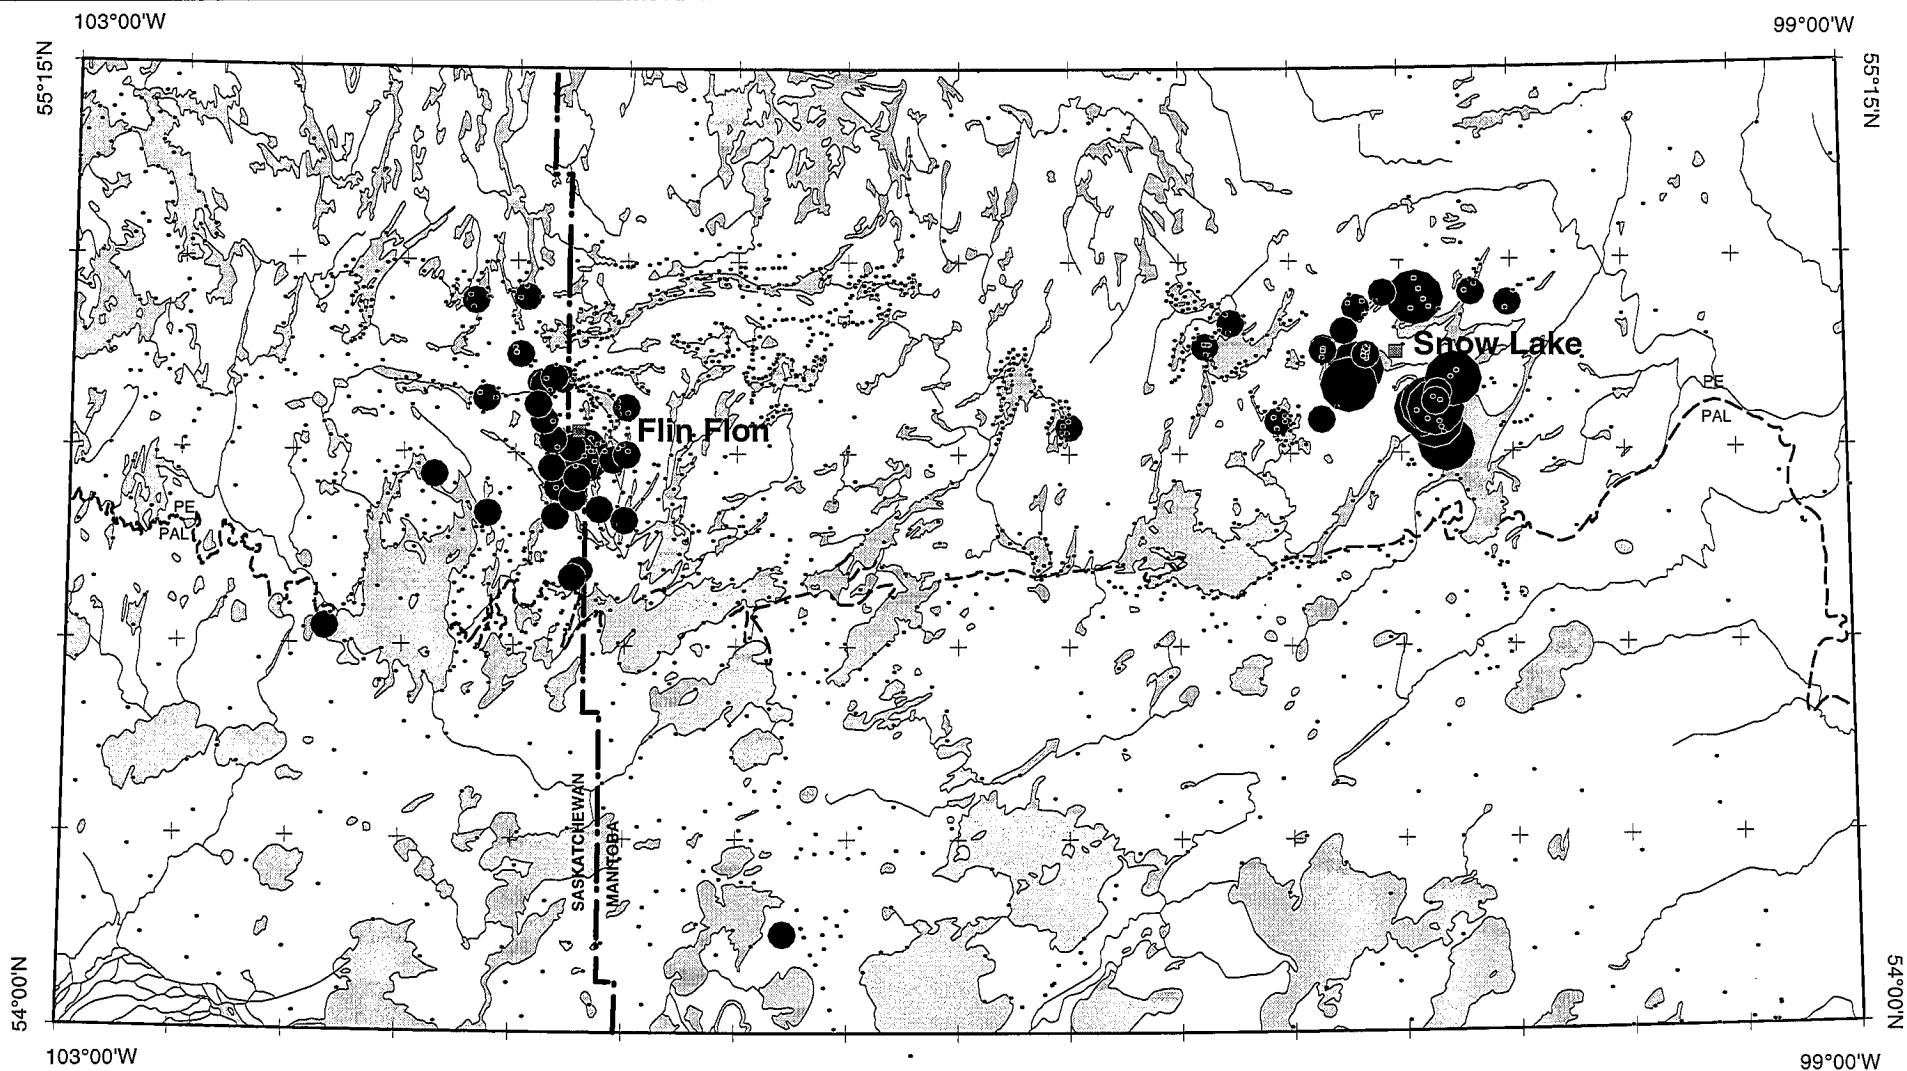 103°00'W
99°00'W
55°15'N
55°15'N
Snow Lake
PE
PAL
Flin Flon
PE
PAL
SASKATCHEWAN
MANITOBA
54°00'N
54°00'N
103°00'W
99°00'W